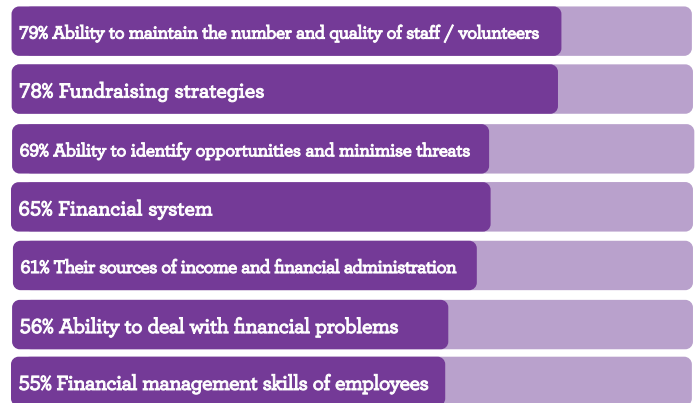 79% Ability to maintain the number and quality of staff / volunteers
78% Fundraising strategies
69% Ability to identify opportunities and minimise threats
65% Financial system
61% Their sources of income and financial administration
56% Ability to deal with financial problems
55% Financial management skills of employees